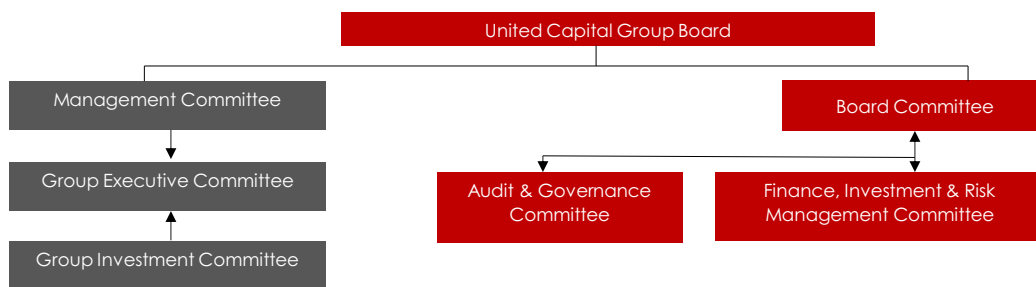 United Capital Group Board
Management Committee
Board Committee
Group Executive Committee
Audit & Governance
Committee
Finance, Investment & Risk
Management Committee
Group Investment Committee